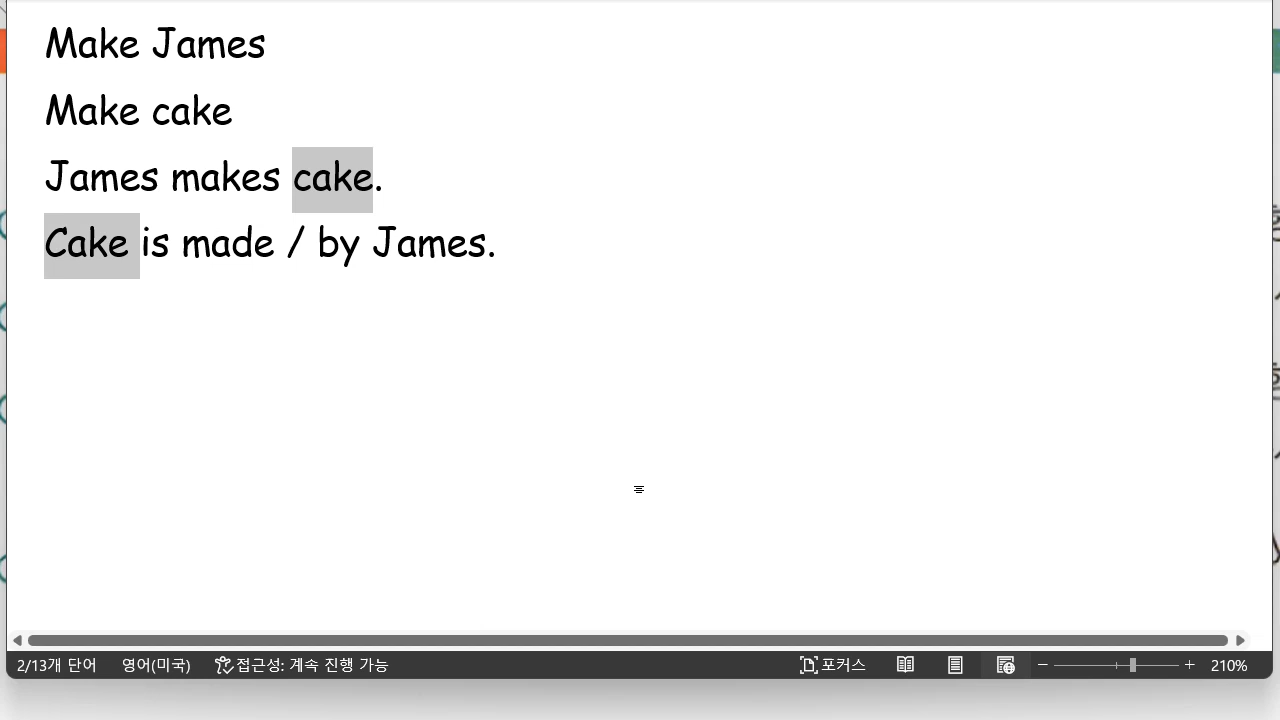 Make James
Make cake
James makes cake.
Cake is made / by James.
2/13개 단어 영어(미국) 접근성: 계속 진행 가능 포커스 210%